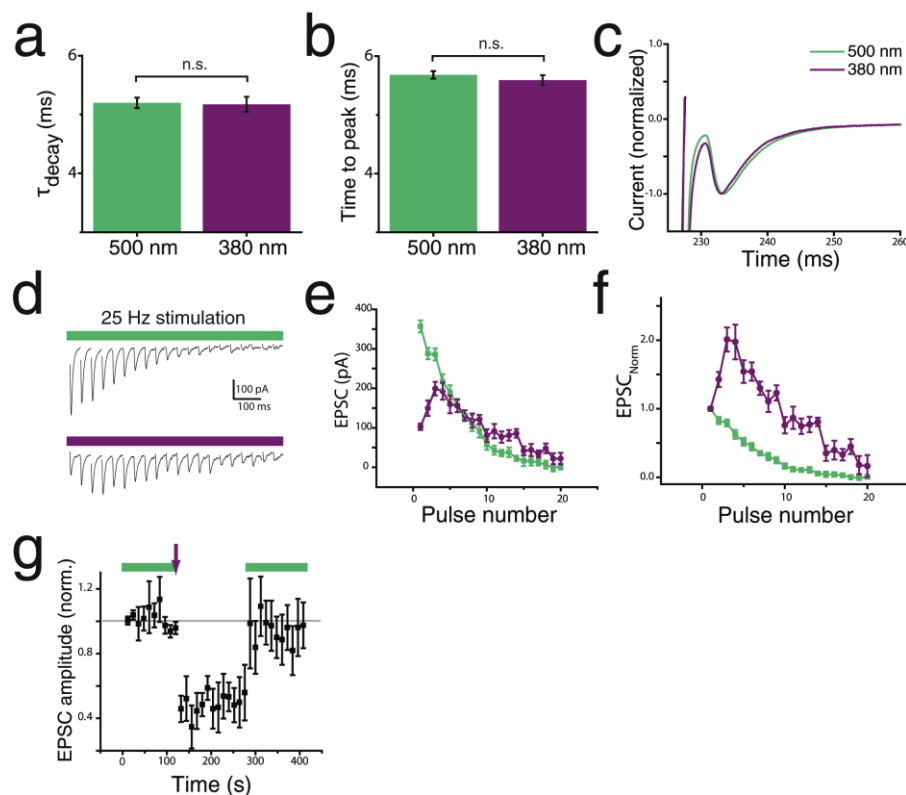 a
τdecay (ms)
6
4
n.s.
500 nm 380 nm
b
Time to peak (ms)
6
4
n.s.
500 nm 380 nm
c
Current (normalized)
1.0
0.0
-1.0
500 nm
380 nm
230 240 250 260
Time (ms)
d
25 Hz stimulation
100 pA
100 ms
e
EPSC (pA)
400
300
200
100
0
0 10 20
Pulse number
f
EPSCNorm
2.0
1.0
0.0
0 10 20
Pulse number
g
EPSC amplitude (norm.)
1.2
0.8
0.4
0 100 200 300 400
Time (s)